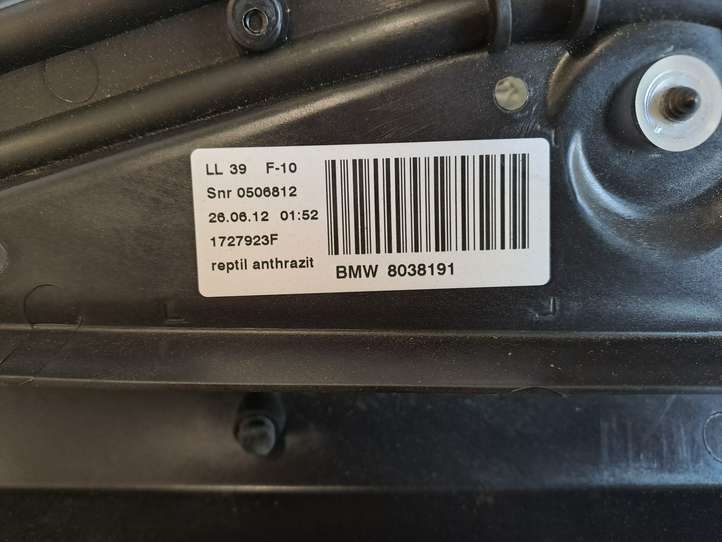 LL 39 F-10
Snr 0506812
26.06.12 01:52
1727923F
reptil anthrazit
BMW 8038191